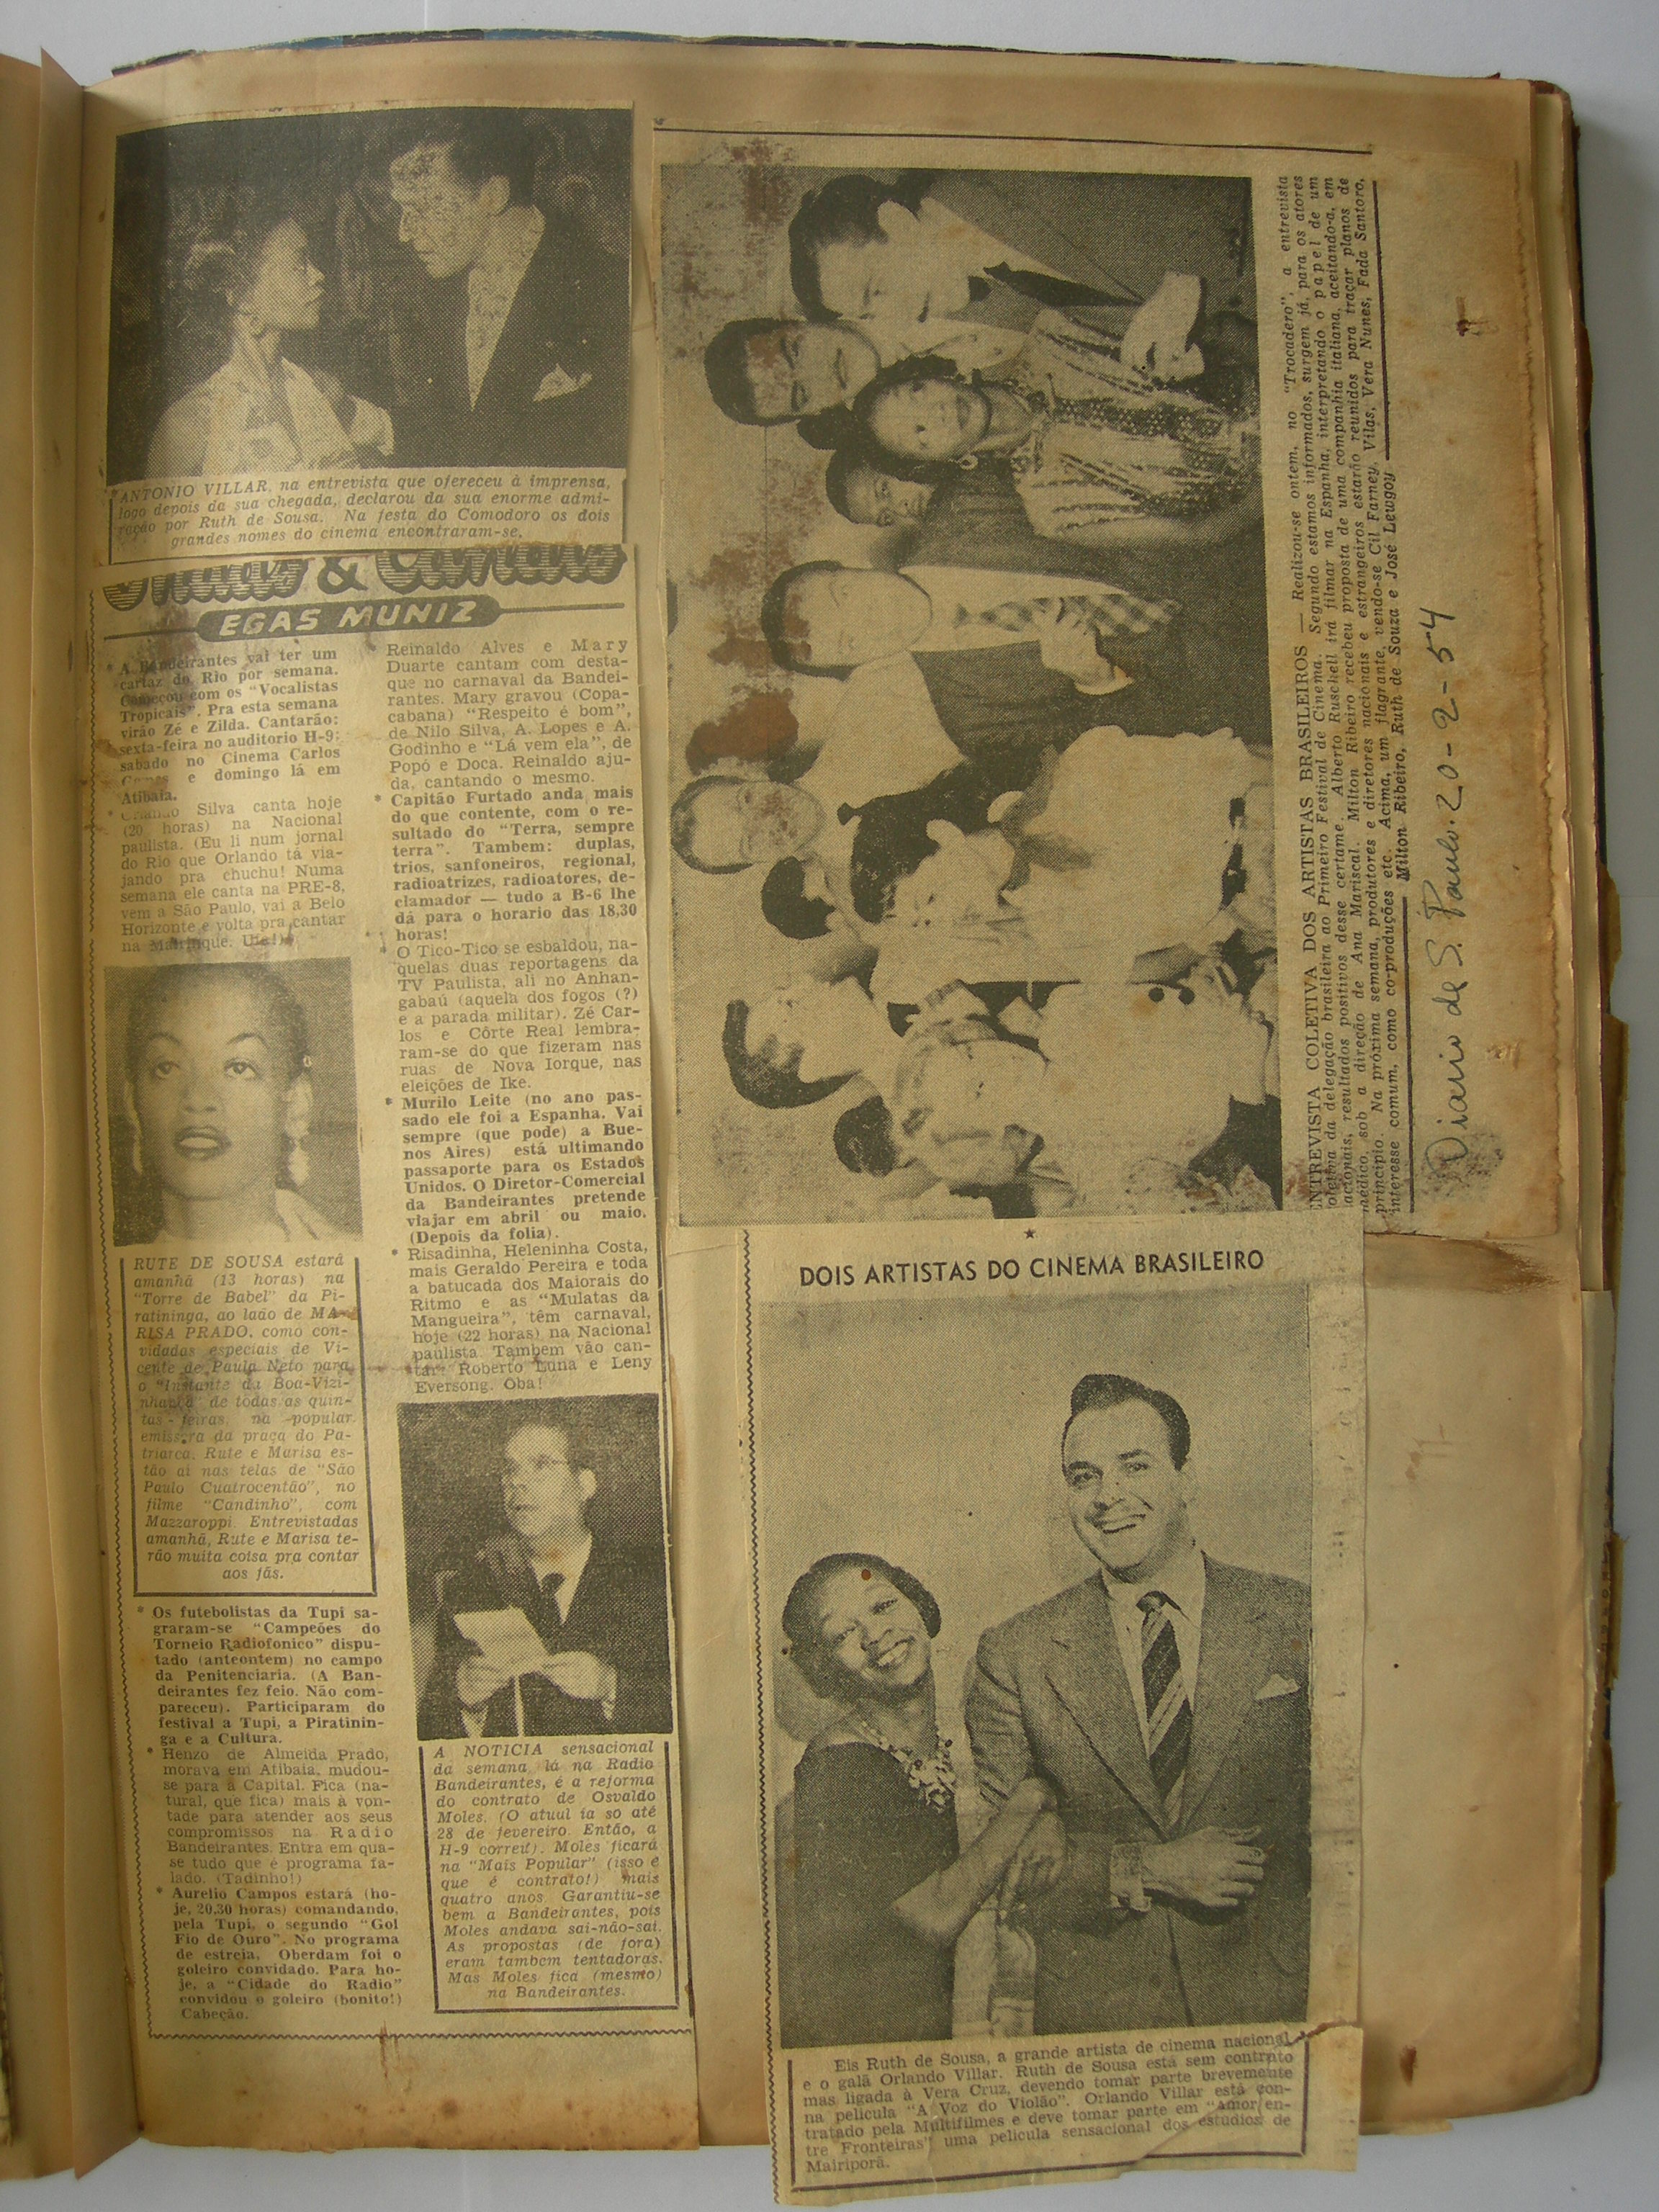 ANTONIO VILLAR, na entrevista que ofereceu à imprensa,
logo depois da sua chegada, declarou da sua enorme admi-
ração por Ruth de Sousa. Na festa do Comodoro os dois
grandes nomes do cinema encontraram-se.
&
EGAS MUNIZ
* A Bandeirantes vai ter um
cartaz do Rio por semana.
Começou com os "Vocalistas
Tropicais". Pra esta semana
virão Zé e Zilda. Cantarão:
sexta-feira no auditorio H-9;
sabado no Cinema Carlos
Gomes e domingo lá em
Atibaia.
* Orlando Silva canta hoje
(20 horas) na Nacional
paulista. (Eu li num jornal
do Rio que Orlando tá via-
jando pra chuchu! Numa
semana ele canta na PRE-8,
vem a São Paulo, vai a Belo
Horizonte e volta pra cantar
na
RUTE DE SOUSA estará
amanhã (13 horas) na
"Torre de Babel" da Pi-
ratininga, ao lado de MA-
RISA PRADO, como con-
vidadas especiais de Vi-
cente de Paula Neto para
o "Instante da Boa-Vizi-
nhança" de todas as quin-
tas-feiras, na popular
emissora da praça do Pa-
triarca. Rute e Marisa es-
tão aí nas telas de "São
Paulo Cuatrocentão", no
filme "Candinho", com
Mazzaroppi. Entrevistadas
amanhã, Rute e Marisa te-
rão muita coisa pra contar
aos fãs.
* Os futebolistas da Tupi sa-
graram-se "Campeões do
Torneio Radiofonico" dispu-
tado (anteontem) no campo
da Penitenciaria. (A Ban-
deirantes fez feio. Não com-
pareceu). Participaram do
festival a Tupi, a Piratinin-
ga e a Cultura.
* Henzo de Almeida Prado,
morava em Atibaia, mudou-
se para a Capital. Fica (na-
tural, que fica) mais à von-
tade para atender aos seus
compromissos na Radio
Bandeirantes. Entra em qua-
se tudo que é programa fa-
lado. (Tadinho!)
* Aurelio Campos estará (ho-
je, 20,30 horas) comandando,
pela Tupi, o segundo "Gol
Fio de Ouro". No programa
de estreia, Oberdam foi o
goleiro convidado. Para ho-
je, a "Cidade do Radio"
convidou o goleiro (bonito!)
Cabeção.
* Reinaldo Alves e Mary
Duarte cantam com desta-
que no carnaval da Bandei-
rantes. Mary gravou (Copa-
cabana) "Respeito é bom",
de Nilo Silva, A. Lopes e A.
Godinho e "Lá vem ela", de
Popó e Doca. Reinaldo aju-
da, cantando o mesmo.
* Capitão Furtado anda mais
do que contente, com o re-
sultado do "Terra, sempre
terra". Tambem: duplas,
trios, sanfoneiros, regional,
radioatrizes, radioatores, de-
clamador — tudo a B-6 lhe
dá para o horario das 18,30
horas!
* O Tico-Tico se esbaldou, na-
quelas duas reportagens da
TV Paulista, ali no Anhan-
gabaú (aquela dos fogos (?)
e a parada militar). Zé Car-
los e Côrte Real lembra-
ram-se do que fizeram nas
ruas de Nova Iorque, nas
eleições de Ike.
* Murilo Leite (no ano pas-
sado ele foi a Espanha. Vai
sempre (que pode) a Bue-
nos Aires) está ultimando
passaporte para os Estados
Unidos. O Diretor-Comercial
da Bandeirantes pretende
viajar em abril ou maio.
(Depois da folia).
* Risadinha, Heleninha Costa,
mais Geraldo Pereira e toda
a batucada dos Maiorais do
Ritmo e as "Mulatas da
Mangueira", têm carnaval,
hoje (22 horas) na Nacional
paulista. Tambem vão can-
tar: Roberto Luna e Leny
Eversong. Oba!
A NOTICIA sensacional
da semana, lá na Radio
Bandeirantes, é a reforma
do contrato de Osvaldo
Moles. (O atual ia so até
28 de fevereiro. Então, a
H-9 correu!). Moles ficará
na "Mais Popular" (isso é
que é contrato!) mais
quatro anos. Garantiu-se
bem a Bandeirantes, pois
Moles andava sai-não-sai.
As propostas (de fora)
eram tambem tentadoras.
Mas Moles fica (mesmo)
na Bandeirantes.
ENTREVISTA COLETIVA DOS ARTISTAS BRASILEIROS — Realizou-se ontem, no "Trocadero", a entrevista
coletiva da delegação brasileira ao Primeiro Festival de Cinema. Segundo estamos informados, surgem já, para os atores
nacionais, resultados positivos desse certame. Alberto Ruschell irá filmar na Espanha, interpretando o papel de um
médico, sob a direção de Ana Mariscal. Milton Ribeiro recebeu proposta de uma companhia italiana, aceitando-a, em
principio. Na próxima semana, produtores e diretores nacionais e estrangeiros estarão reunidos para traçar planos de
interesse comum, como co-produções etc. Acima, um flagrante, vendo-se Cil Farney, Vilas, Vera Nunes, Fada Santoro,
Milton Ribeiro, Ruth de Souza e José Lewgoy
Diario de S. Paulo. 20-2-54
DOIS ARTISTAS DO CINEMA BRASILEIRO
Eis Ruth de Sousa, a grande artista de cinema nacional
e o galã Orlando Villar. Ruth de Sousa está sem contrato
mas ligada à Vera Cruz, devendo tomar parte brevemente
na pelicula "A Voz do Violão". Orlando Villar está con-
tratado pela Multifilmes e deve tomar parte em "Amor en-
tre Fronteiras" uma pelicula sensacional dos estudios de
Mairiporã.